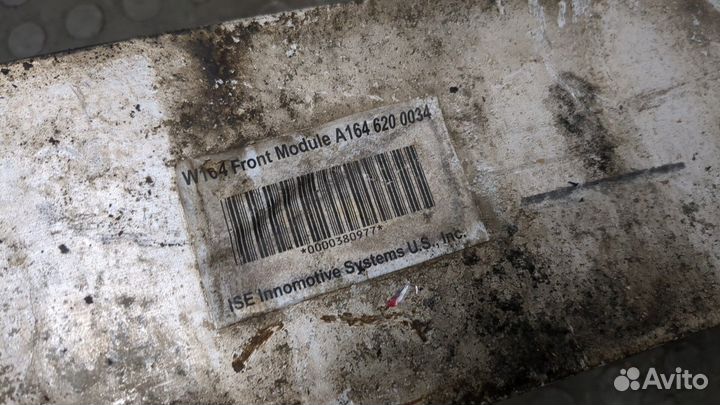 W164 Front Module A164 620 0034
*0000380977*
ISE Innomotive Systems U.S., Inc.
Avito